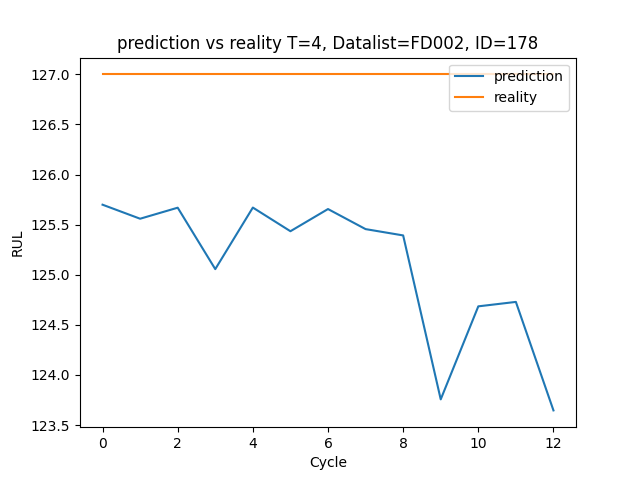 prediction vs reality T=4, Datalist=FD002, ID=178
127.0
126.5
126.0
125.5
125.0
124.5
124.0
123.5
RUL
prediction
reality
0 2 4 6 8 10 12
Cycle